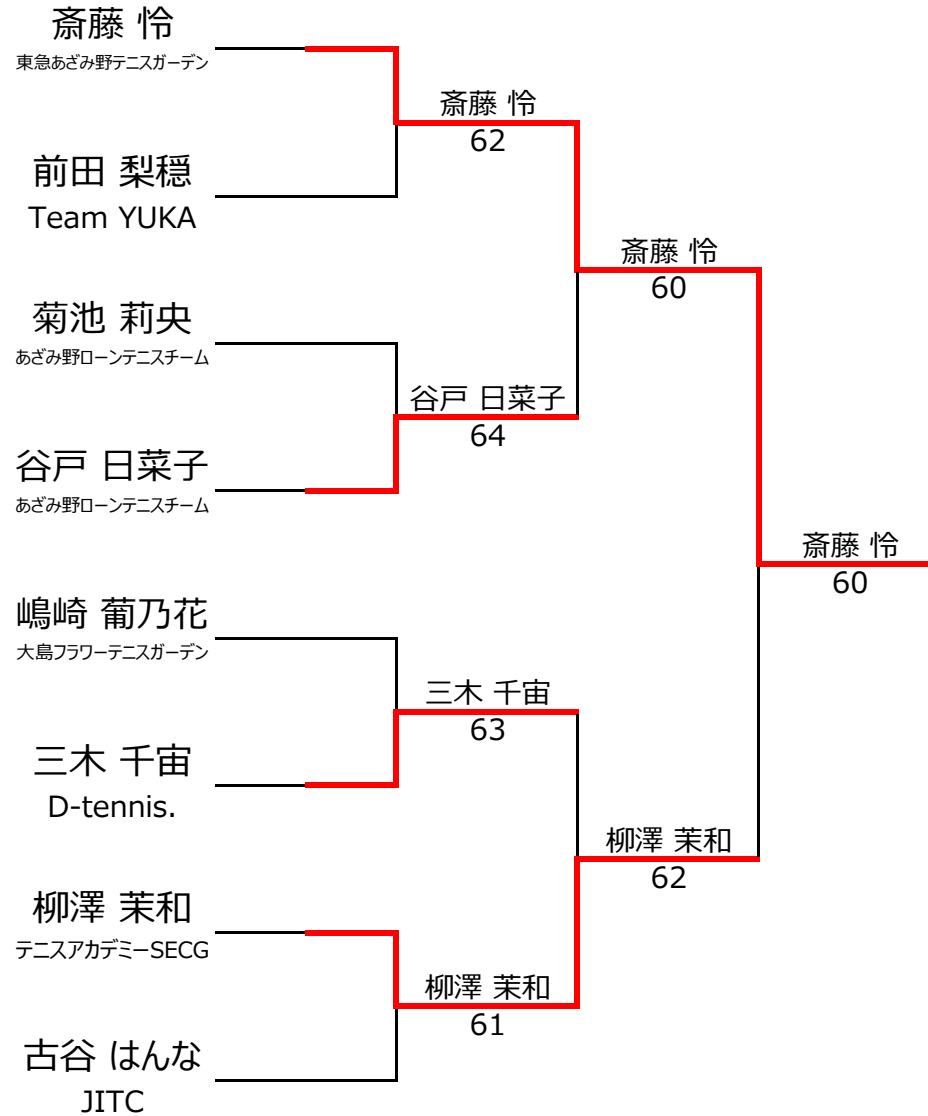 斎藤 怜
東急あざみ野テニスガーデン
斎藤 怜
62
前田 梨穏
Team YUKA
斎藤 怜
60
菊池 莉央
あざみ野ローンテニスチーム
谷戸 日菜子
64
谷戸 日菜子
あざみ野ローンテニスチーム
斎藤 怜
60
嶋崎 葡乃花
大島フラワーテニスガーデン
三木 千宙
63
三木 千宙
D-tennis.
柳澤 茉和
62
柳澤 茉和
テニスアカデミーSECG
柳澤 茉和
61
古谷 はんな
JITC